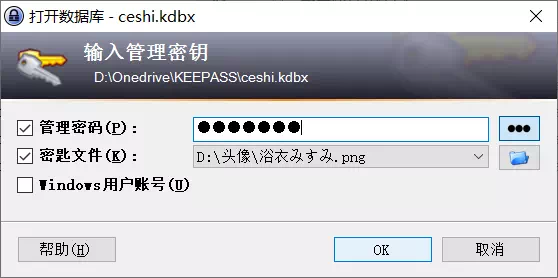 打开数据库 - ceshi.kdbx
输入管理密钥
D:\Onedrive\KEEPASS\ceshi.kdbx
管理密码(P)：
●●●●●●●
●●●
密匙文件(K)：
D:\头像\浴衣みすみ.png
Windows用户账号(U)
帮助(H)
OK
取消